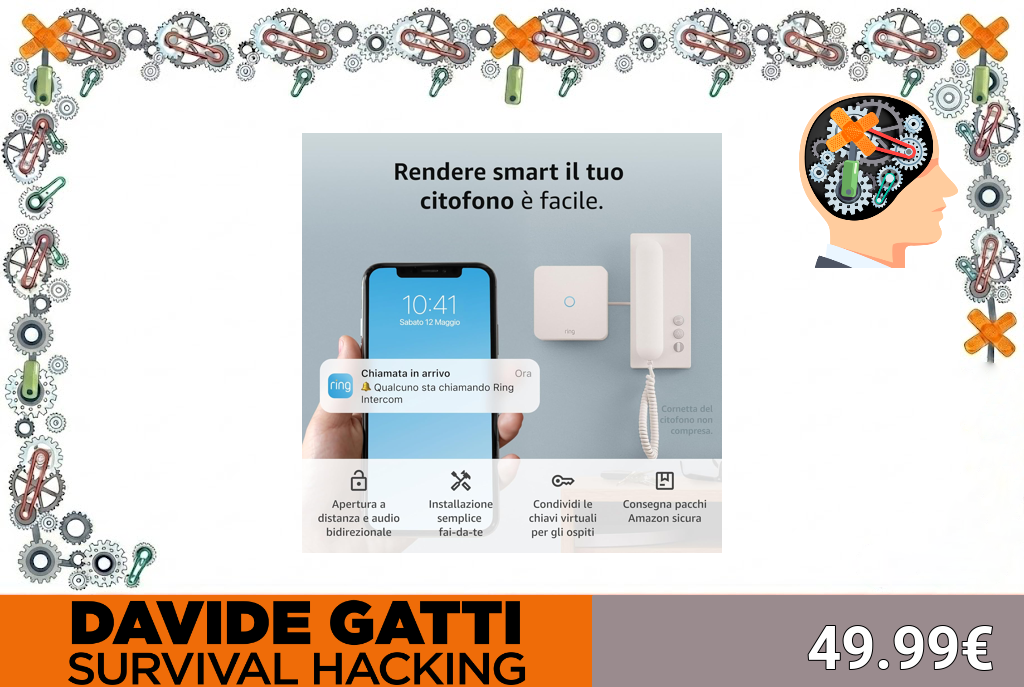 Rendere smart il tuo
citofono è facile.
10:41
Sabato 12 Maggio
ring
Chiamata in arrivo
Ora
ring
🔔 Qualcuno sta chiamando Ring
Intercom
Cornetta del
citofono non
compresa.
Apertura a
distanza e audio
bidirezionale
Installazione
semplice
fai-da-te
Condividi le
chiavi virtuali
per gli ospiti
Consegna pacchi
Amazon sicura
DAVIDE GATTI
SURVIVAL HACKING
49.99€